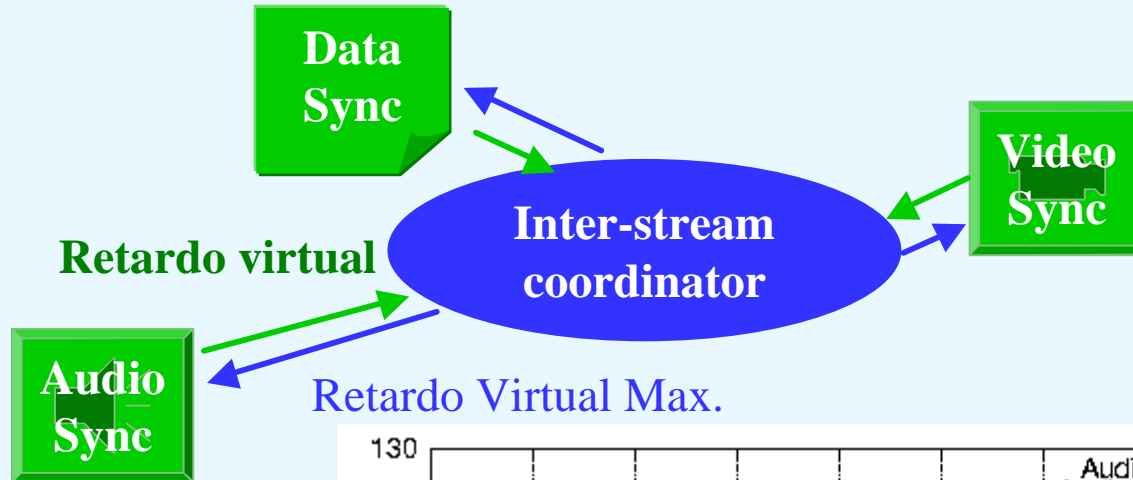 Data
Sync
Video
Sync
Inter-stream
coordinator
Retardo virtual
Audio
Sync
Retardo Virtual Max.
130